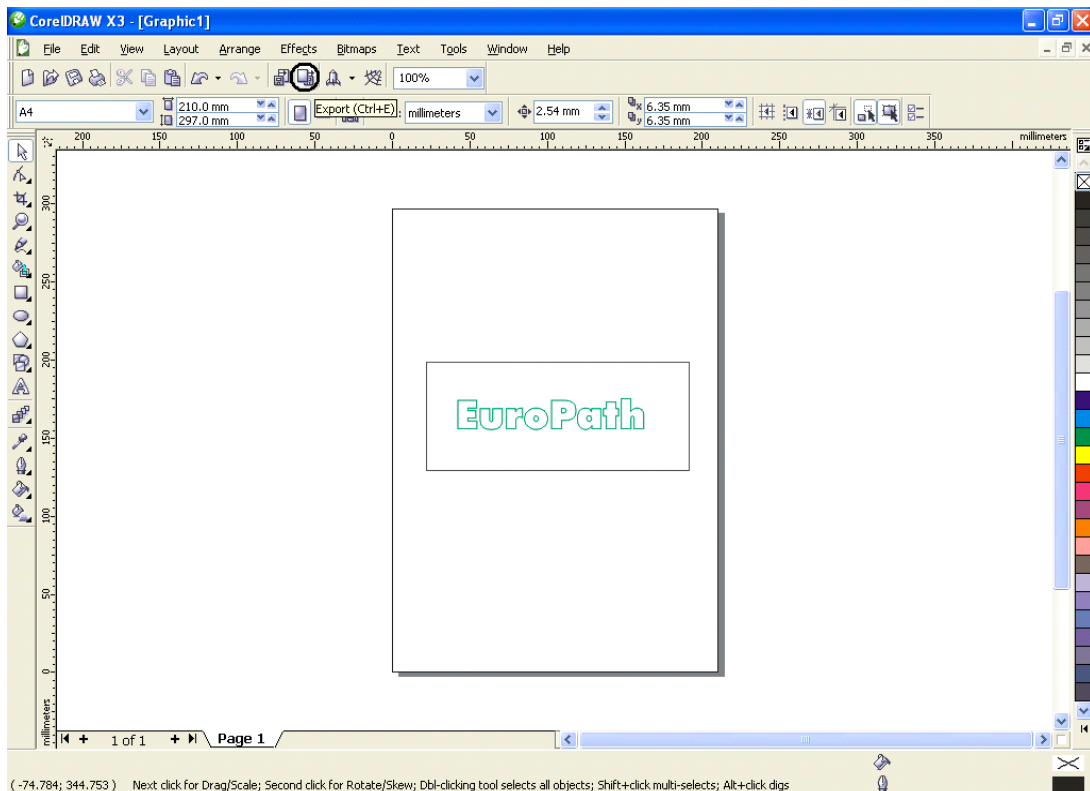 CorelDRAW X3 - [Graphic1]
File Edit View Layout Arrange Effects Bitmaps Text Tools Window Help
100%
A4 210.0 mm 297.0 mm Export (Ctrl+E) : millimeters 2.54 mm x 6.35 mm y 6.35 mm
200 150 100 50 0 50 100 150 200 250 300 350 millimeters
300
250
200
EuroPath
150
100
50
0
millimeters
1 of 1 Page 1
( -74.784; 344.753 ) Next click for Drag/Scale; Second click for Rotate/Skew; Dbl-clicking tool selects all objects; Shift+click multi-selects; Alt+click digs